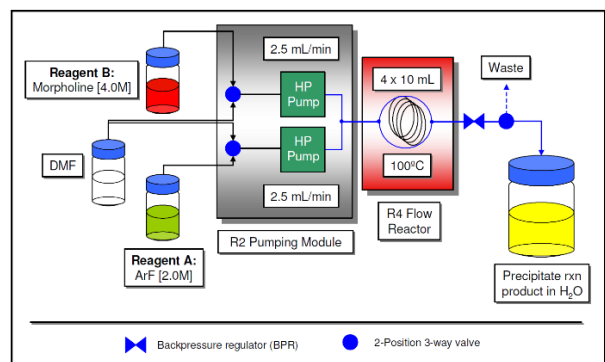 2.5 mL/min
Reagent B:
Morpholine [4.0M]
HP
Pump
4 x 10 mL
Waste
DMF
HP
Pump
100ºC
2.5 mL/min
Reagent A:
ArF [2.0M]
R2 Pumping Module
R4 Flow
Reactor
Precipitate rxn
product in H₂O
Backpressure regulator (BPR)
2-Position 3-way valve